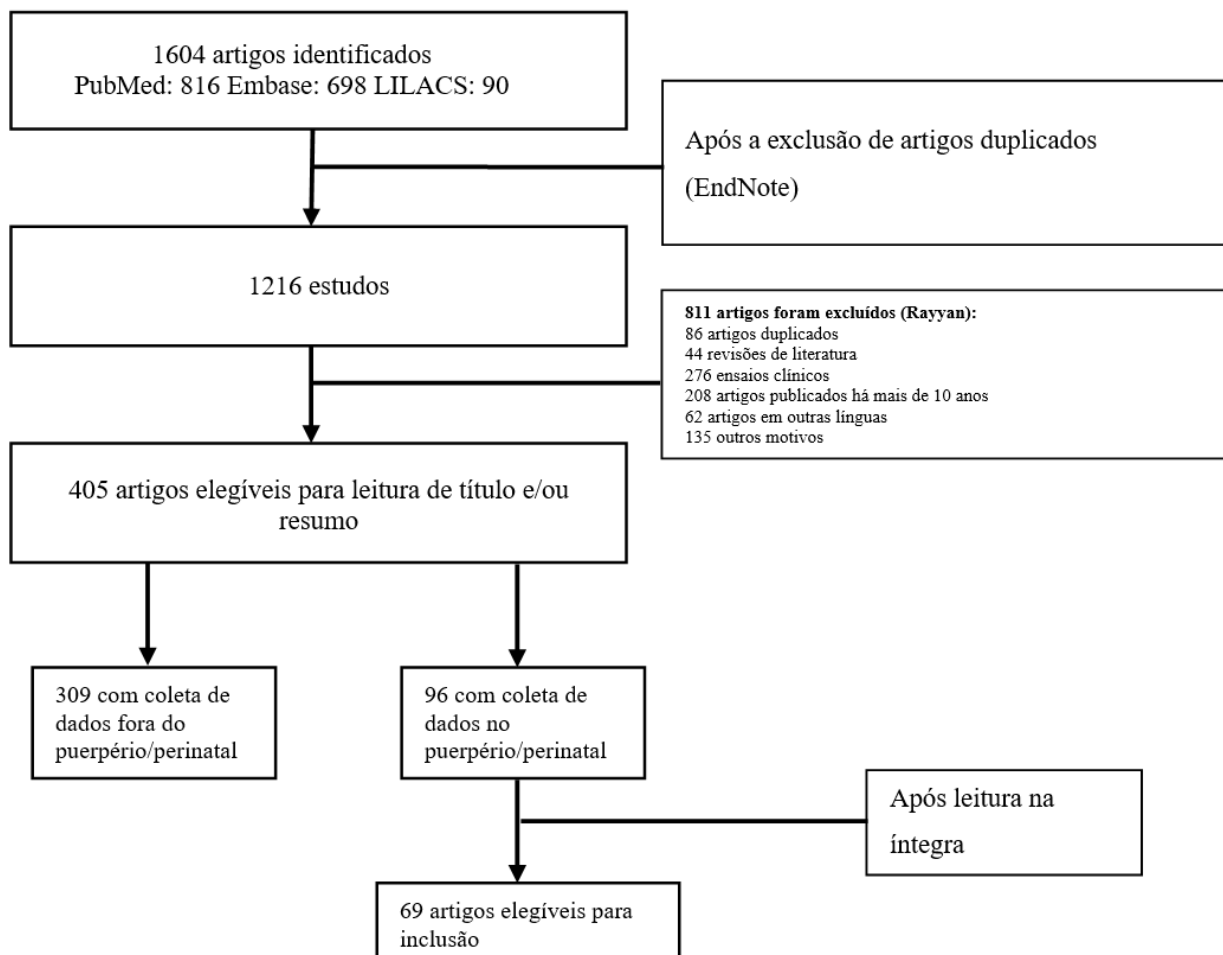 1604 artigos identificados
PubMed: 816 Embase: 698 LILACS: 90
Após a exclusão de artigos duplicados
(EndNote)
1216 estudos
811 artigos foram excluídos (Rayyan):
86 artigos duplicados
44 revisões de literatura
276 ensaios clínicos
208 artigos publicados há mais de 10 anos
62 artigos em outras línguas
135 outros motivos
405 artigos elegíveis para leitura de título e/ou
resumo
309 com coleta de
dados fora do
puerpério/perinatal
96 com coleta de
dados no
puerpério/perinatal
Após leitura na
íntegra
69 artigos elegíveis para
inclusão